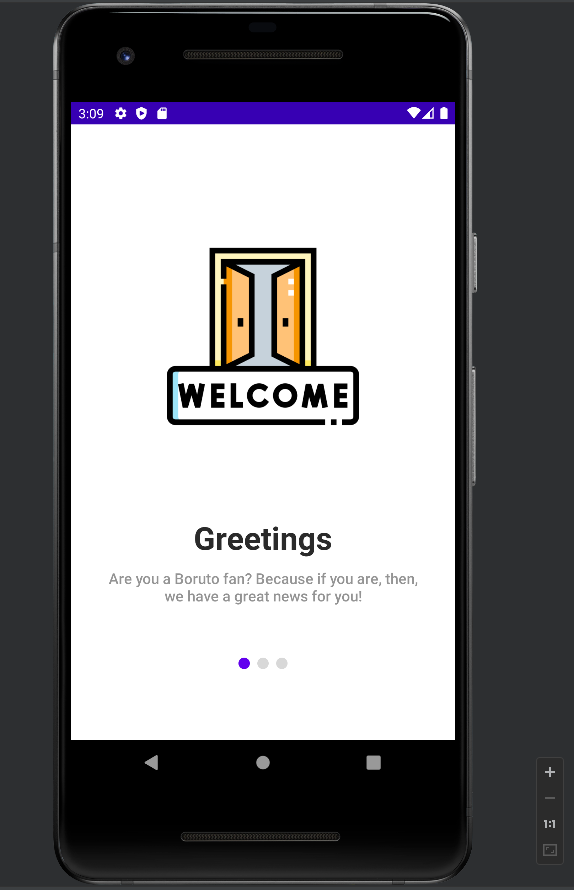 3:09
WELCOME
Greetings
Are you a Boruto fan? Because if you are, then,
we have a great news for you!
1:1